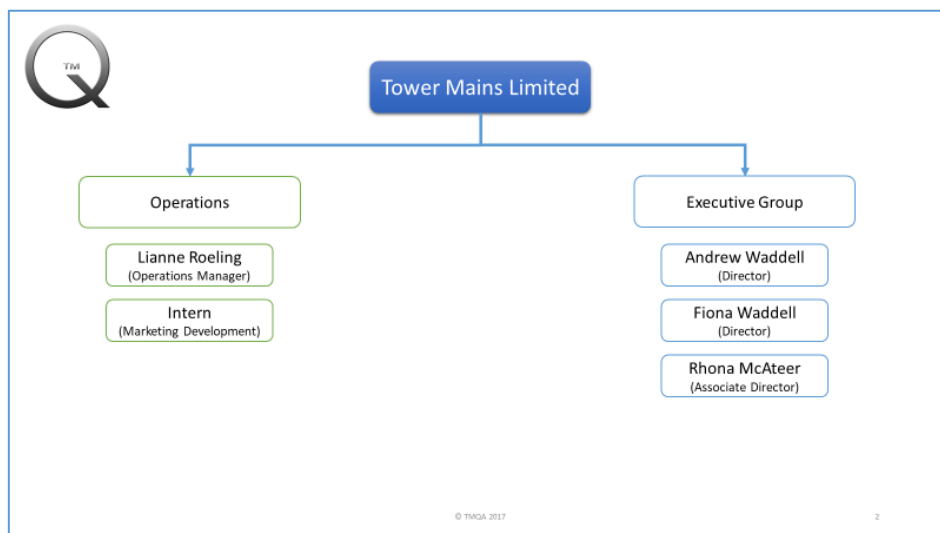 TM
Tower Mains Limited
Operations
Executive Group
Lianne Roeling
(Operations Manager)
Intern
(Marketing Development)
Andrew Waddell
(Director)
Fiona Waddell
(Director)
Rhona McAteer
(Associate Director)
© TMQA 2017
2